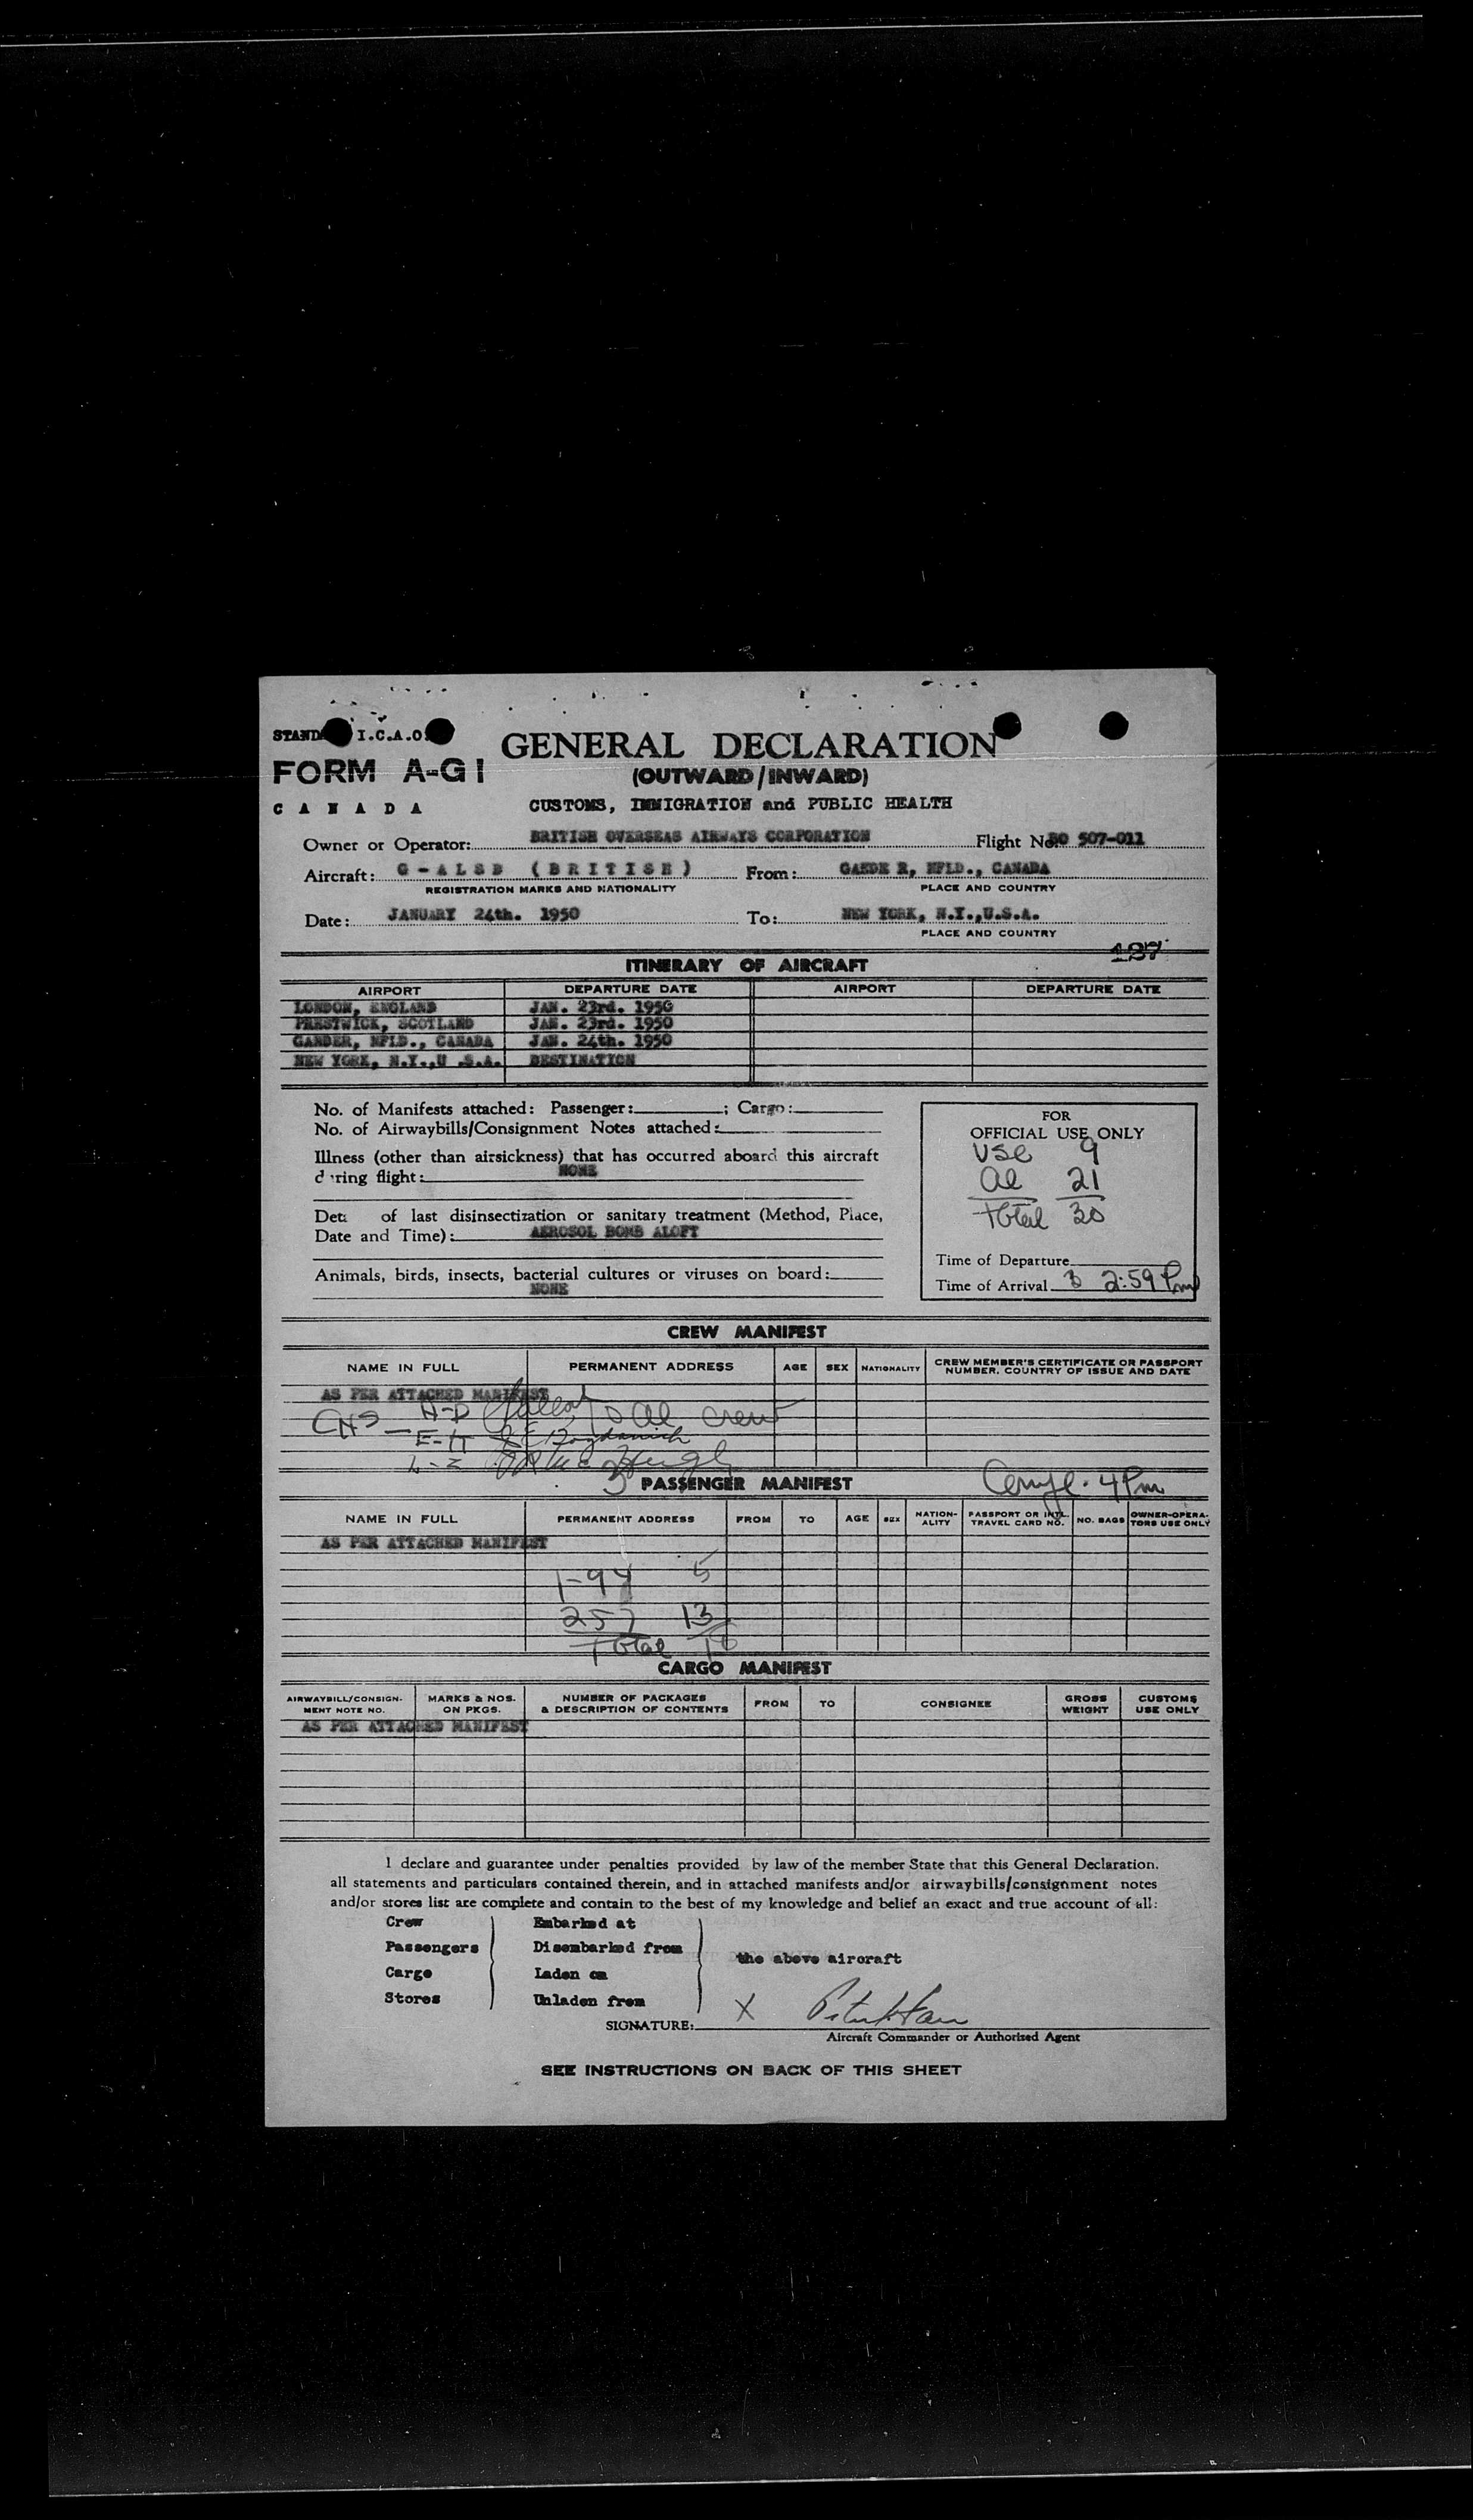 STAND I.C.A.O.
GENERAL DECLARATION
FORM A-G1
(OUTWARD/INWARD)
C A N A D A
CUSTOMS, IMMIGRATION and PUBLIC HEALTH
Owner or Operator: BRITISH OVERSEAS AIRWAYS CORPORATION Flight No. BO 507-011
Aircraft: G - A L S D ( B R I T I S H ) From: GANDE R, NFLD., CANADA
REGISTRATION MARKS AND NATIONALITY PLACE AND COUNTRY
Date: JANUARY 24th. 1950 To: NEW YORK, N.Y.,U.S.A.
PLACE AND COUNTRY
127
ITINERARY OF AIRCRAFT
AIRPORT DEPARTURE DATE AIRPORT DEPARTURE DATE
LONDON, ENGLAND JAN. 23rd. 1950
PRESTWICK, SCOTLAND JAN. 23rd. 1950
GANDER, NFLD., CANADA JAN. 24th. 1950
NEW YORK, N.Y.,U .S.A. DESTINATION
No. of Manifests attached: Passenger: ; Cargo:
No. of Airwaybills/Consignment Notes attached:
Illness (other than airsickness) that has occurred aboard this aircraft
d ring flight: NONE
Det of last disinsectization or sanitary treatment (Method, Place,
Date and Time): AEROSOL BOMB ALOFT
Animals, birds, insects, bacterial cultures or viruses on board:
NONE
FOR
OFFICIAL USE ONLY
USC 9
Al 21
Total 30
Time of Departure
Time of Arrival 2:59 Pm
CREW MANIFEST
NAME IN FULL PERMANENT ADDRESS AGE SEX NATIONALITY CREW MEMBER'S CERTIFICATE OR PASSPORT
NUMBER, COUNTRY OF ISSUE AND DATE
AS PER ATTACHED MANIFEST
A-D al crew
E-K
L-Z
PASSENGER MANIFEST
4 Pm
NAME IN FULL PERMANENT ADDRESS FROM TO AGE SEX NATION-
ALITY PASSPORT OR INTL.
TRAVEL CARD NO. NO. BAGS OWNER-OPERA-
TORS USE ONLY
AS PER ATTACHED MANIFEST
I-94 5
257 13
Total 18
CARGO MANIFEST
AIRWAYBILL/CONSIGN-
MENT NOTE NO. MARKS & NOS.
ON PKGS. NUMBER OF PACKAGES
& DESCRIPTION OF CONTENTS FROM TO CONSIGNEE GROSS
WEIGHT CUSTOMS
USE ONLY
AS PER ATTACHED MANIFEST
I declare and guarantee under penalties provided by law of the member State that this General Declaration.
all statements and particulars contained therein, and in attached manifests and/or airwaybills/consignment notes
and/or stores list are complete and contain to the best of my knowledge and belief an exact and true account of all:
Crew Embarked at
Passengers Disembarked from
the above aircraft
Cargo Laden on
Stores Unladen from
SIGNATURE: X
Aircraft Commander or Authorized Agent
SEE INSTRUCTIONS ON BACK OF THIS SHEET